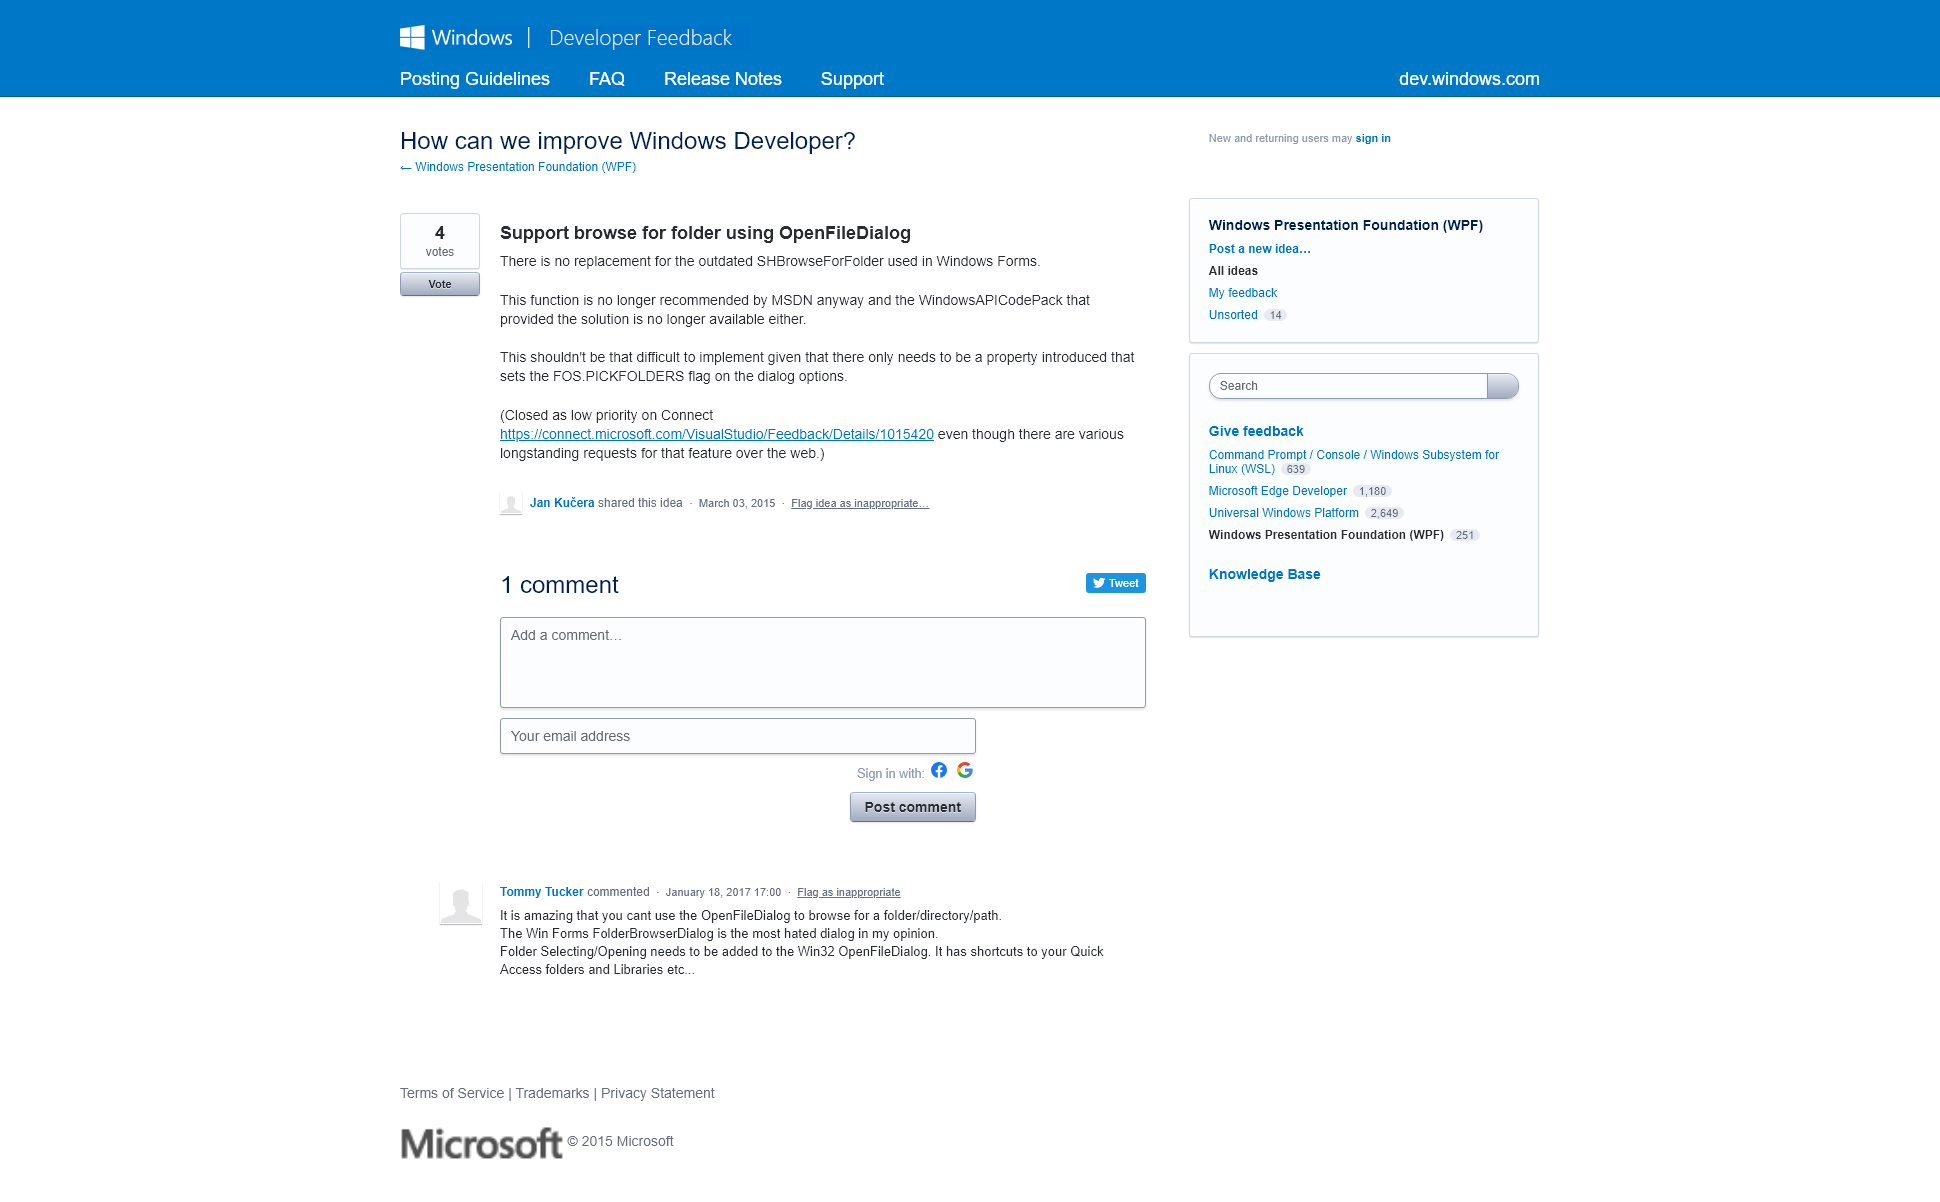 Windows | Developer Feedback
Posting Guidelines FAQ Release Notes Support dev.windows.com
How can we improve Windows Developer?
← Windows Presentation Foundation (WPF)
New and returning users may sign in
4
votes
Vote
Support browse for folder using OpenFileDialog
There is no replacement for the outdated SHBrowseForFolder used in Windows Forms.
This function is no longer recommended by MSDN anyway and the WindowsAPICodePack that
provided the solution is no longer available either.
This shouldn't be that difficult to implement given that there only needs to be a property introduced that
sets the FOS.PICKFOLDERS flag on the dialog options.
(Closed as low priority on Connect
https://connect.microsoft.com/VisualStudio/Feedback/Details/1015420 even though there are various
longstanding requests for that feature over the web.)
Jan Kučera shared this idea · March 03, 2015 · Flag idea as inappropriate…
1 comment
Tweet
Add a comment…
Your email address
Sign in with:
Post comment
Tommy Tucker commented · January 18, 2017 17:00 · Flag as inappropriate
It is amazing that you cant use the OpenFileDialog to browse for a folder/directory/path.
The Win Forms FolderBrowserDialog is the most hated dialog in my opinion.
Folder Selecting/Opening needs to be added to the Win32 OpenFileDialog. It has shortcuts to your Quick
Access folders and Libraries etc...
Windows Presentation Foundation (WPF)
Post a new idea…
All ideas
My feedback
Unsorted 14
Search
Give feedback
Command Prompt / Console / Windows Subsystem for
Linux (WSL) 639
Microsoft Edge Developer 1,180
Universal Windows Platform 2,649
Windows Presentation Foundation (WPF) 251
Knowledge Base
Terms of Service | Trademarks | Privacy Statement
Microsoft © 2015 Microsoft